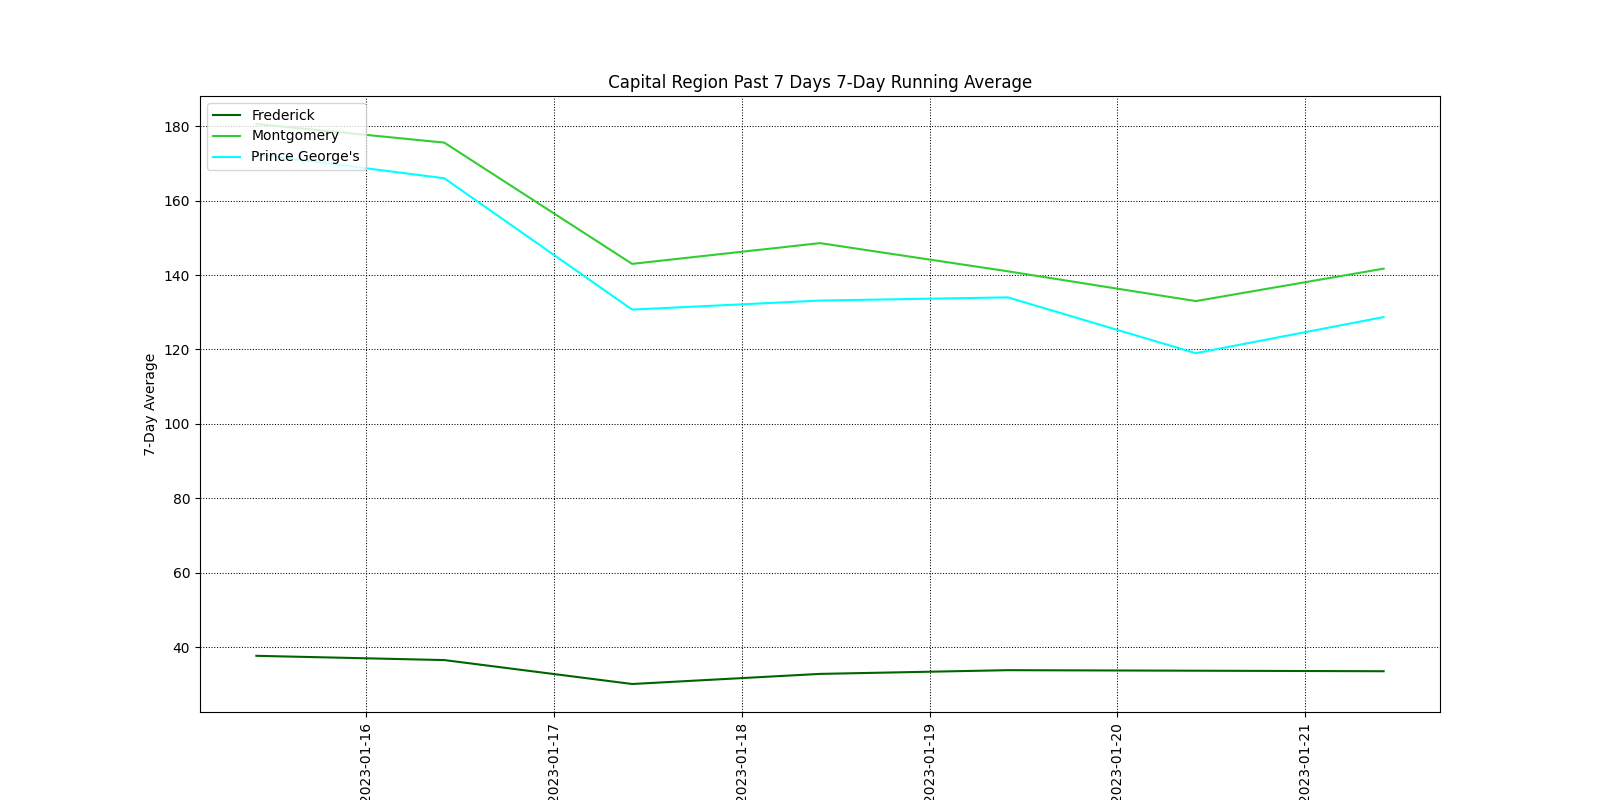 Capital Region Past 7 Days 7-Day Running Average
Frederick
Montgomery
Prince George's
7-Day Average
180
160
140
120
100
80
60
40
2023-01-16
2023-01-17
2023-01-18
2023-01-19
2023-01-20
2023-01-21